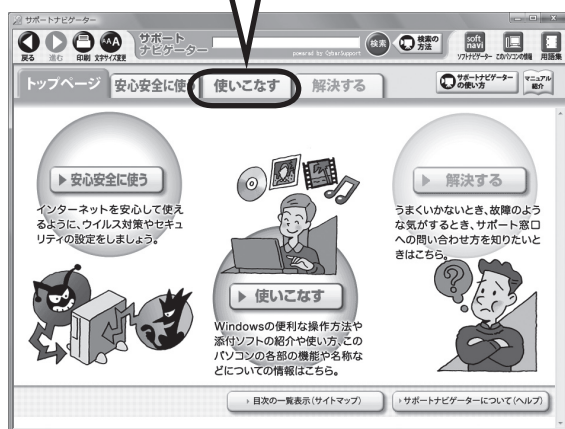 サポートナビゲーター
戻る 進む 印刷 文字サイズ変更
サポート
ナビゲーター
powered by CyberSupport
検索
検索の
方法
soft
navi
ソフトナビゲーター このパソコンの情報 用語集
トップページ 安心安全に使う 使いこなす 解決する
サポートナビゲーター
の使い方
マニュアル
紹介
安心安全に使う
インターネットを安心して使え
るように、ウイルス対策やセキュ
リティの設定をしましょう。
使いこなす
Windowsの便利な操作方法や
添付ソフトの紹介や使い方、この
パソコンの各部の機能や名称な
どについての情報はこちら。
解決する
うまくいかないとき、故障のよう
な気がするとき、サポート窓口
への問い合わせ方を知りたいと
きはこちら。
目次の一覧表示(サイトマップ)
サポートナビゲーターについて(ヘルプ)